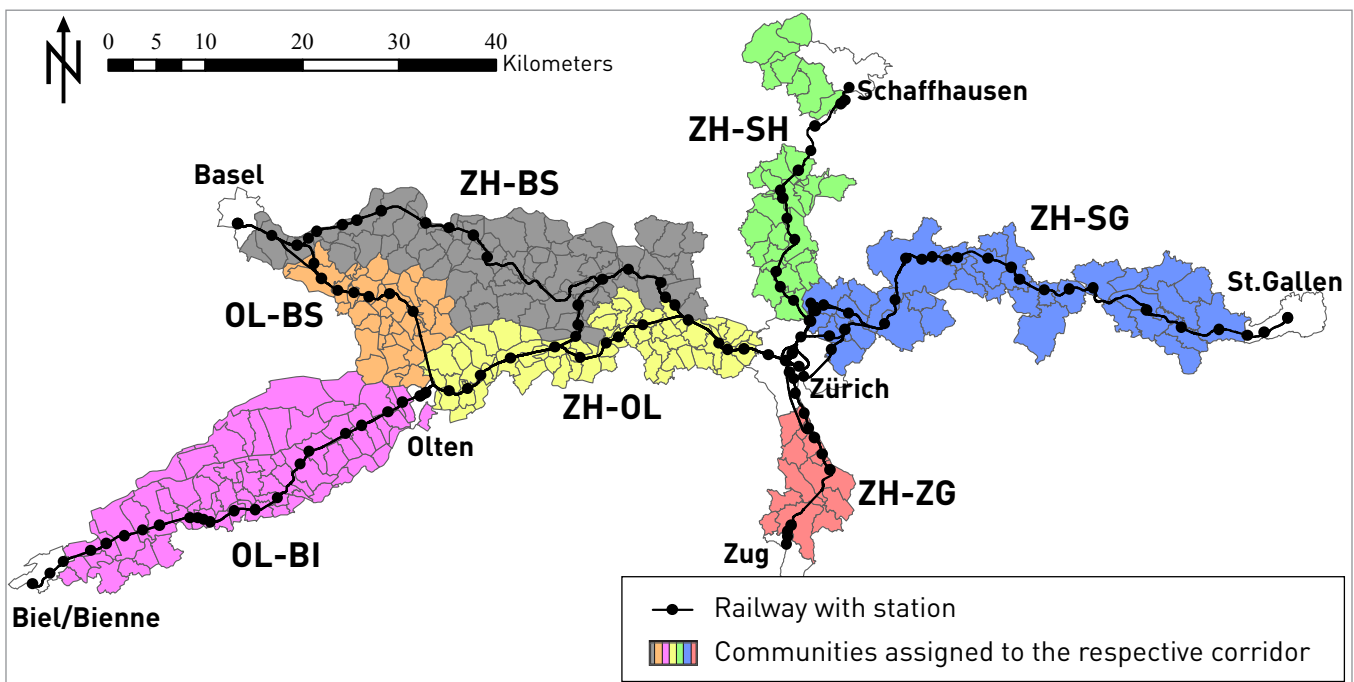 N
0 5 10 20 30 40
Kilometers
Schaffhausen
ZH-SH
Basel
ZH-BS
ZH-SG
St.Gallen
OL-BS
Zürich
ZH-OL
Olten
ZH-ZG
Zug
OL-BI
Biel/Bienne
Railway with station
Communities assigned to the respective corridor